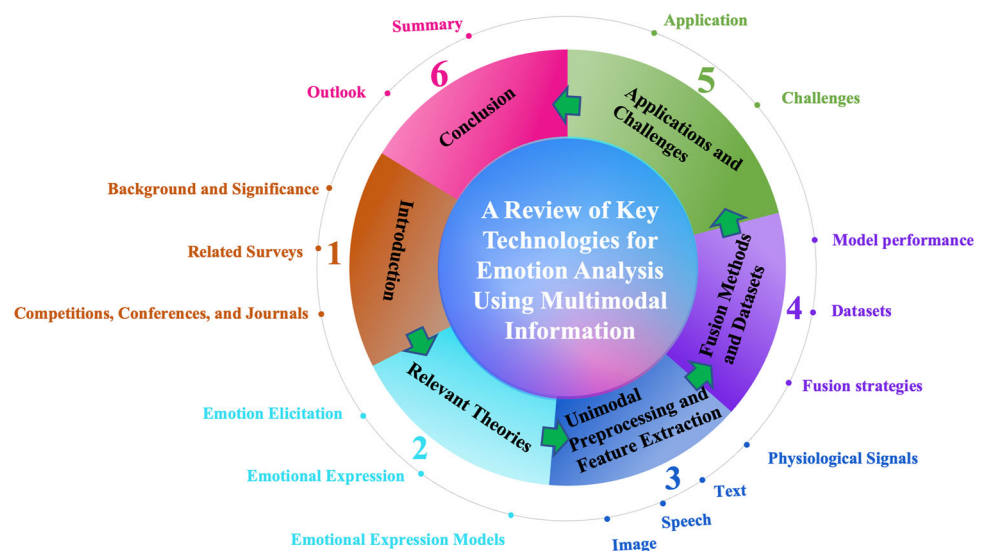 A Review of Key
Technologies for
Emotion Analysis
Using Multimodal
Information
1
Introduction
Background and Significance
Related Surveys
Competitions, Conferences, and Journals
2
Relevant Theories
Emotion Elicitation
Emotional Expression
Emotional Expression Models
3
Unimodal
Preprocessing and
Feature Extraction
Image
Speech
Text
Physiological Signals
4
Fusion Methods
and Datasets
Fusion strategies
Datasets
Model performance
5
Applications and
Challenges
Challenges
Application
6
Conclusion
Summary
Outlook